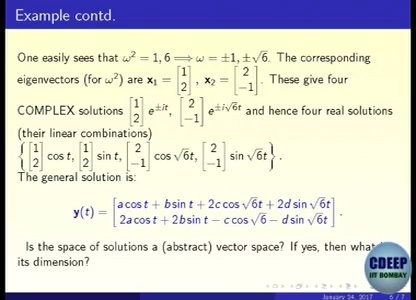 Example contd.
One easily sees that ω² = 1, 6 ⟹ ω = ±1, ±√6. The corresponding
eigenvectors (for ω²) are x₁ = [1 2], x₂ = [2 −1]. These give four
COMPLEX solutions [1 2] e^{±it}, [2 −1] e^{±i√6t} and hence four real solutions
(their linear combinations)
{[1 2] cos t, [1 2] sin t, [2 −1] cos √6t, [2 −1] sin √6t}.
The general solution is:
y(t) = [a cos t + b sin t + 2c cos √6t + 2d sin √6t
2a cos t + 2b sin t − c cos √6 − d sin √6t].
Is the space of solutions a (abstract) vector space? If yes, then what
its dimension?
CDEEP
IIT BOMBAY
January 24, 2017 6 / 7